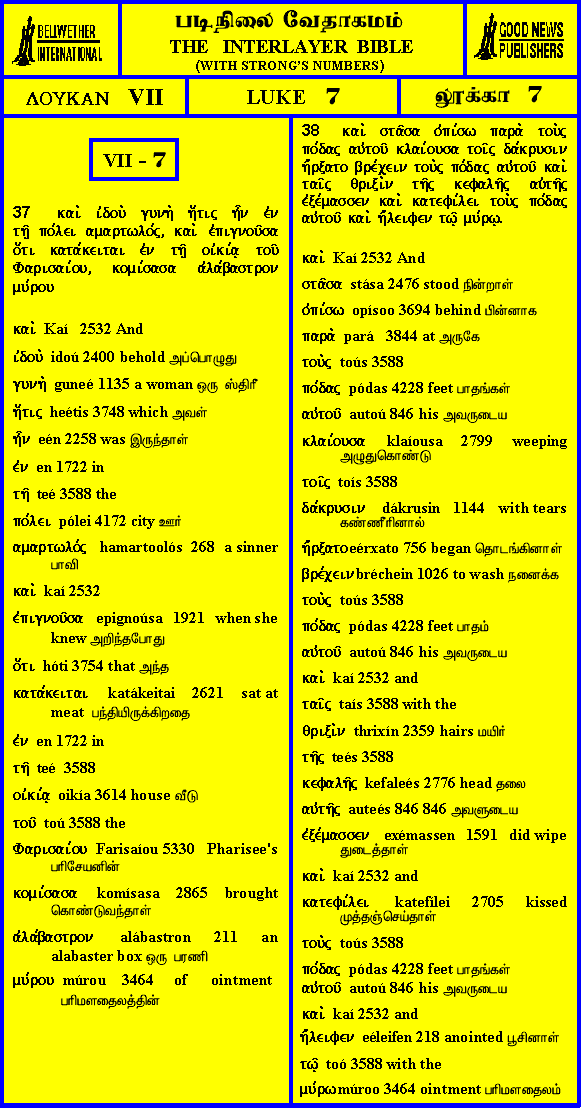 BELLWETHER
INTERNATIONAL
படிநிலை வேதாகமம்
THE INTERLAYER BIBLE
(WITH STRONG'S NUMBERS)
GOOD NEWS
PUBLISHERS
ΛΟΥΚΑΝ VII
LUKE 7
லூக்கா 7
VII - 7
37 καὶ ἰδοὺ γυνὴ ἥτις ἦν ἐν
τῇ πόλει αμαρτωλός, καὶ ἐπιγνοῦσα
ὅτι κατάκειται ἐν τῇ οἰκίᾳ τοῦ
Φαρισαίου, κομίσασα ἀλάβαστρον
μύρου
καὶ Kaí 2532 And
ἰδοὺ idoú 2400 behold அப்பொழுது
γυνὴ guneé 1135 a woman ஒரு ஸ்திரீ
ἥτις heétis 3748 which அவள்
ἦν eén 2258 was இருந்தாள்
ἐν en 1722 in
τῇ teé 3588 the
πόλει pólei 4172 city ஊர்
αμαρτωλός hamartoolós 268 a sinner
பாவி
καὶ kaí 2532
ἐπιγνοῦσα epignoúsa 1921 when she
knew அறிந்தபோது
ὅτι hóti 3754 that அந்த
κατάκειται katákeitai 2621 sat at
meat பந்தியிருக்கிறதை
ἐν en 1722 in
τῇ teé 3588
οἰκίᾳ oikía 3614 house வீடு
τοῦ toú 3588 the
Φαρισαίου Farisaíou 5330 Pharisee's
பரிசேயனின்
κομίσασα komísasa 2865 brought
கொண்டுவந்தாள்
ἀλάβαστρον alábastron 211 an
alabaster box ஒரு பரணி
μύρου múrou 3464 of ointment
பரிமளதைலத்தின்
38 καὶ στᾶσα ὀπίσω παρὰ τοὺς
πόδας αὐτοῦ κλαίουσα τοῖς δάκρυσιν
ἤρξατο βρέχειν τοὺς πόδας αὐτοῦ καὶ
ταῖς θριξὶν τῆς κεφαλῆς αὐτῆς
ἐξέμασσεν καὶ κατεφίλει τοὺς πόδας
αὐτοῦ καὶ ἤλειφεν τῷ μύρῳ.
καὶ Kaí 2532 And
στᾶσα stása 2476 stood நின்றாள்
ὀπίσω opísoo 3694 behind பின்னாக
παρὰ pará 3844 at அருகே
τοὺς toús 3588
πόδας pódas 4228 feet பாதங்கள்
αὐτοῦ autoú 846 his அவருடைய
κλαίουσα klaíousa 2799 weeping
அழுதுகொண்டு
τοῖς toís 3588
δάκρυσιν dákrusin 1144 with tears
கண்ணீரினால்
ἤρξατο eérxato 756 began தொடங்கினாள்
βρέχειν bréchein 1026 to wash நனைக்க
τοὺς toús 3588
πόδας pódas 4228 feet பாதம்
αὐτοῦ autoú 846 his அவருடைய
καὶ kaí 2532 and
ταῖς taís 3588 with the
θριξὶν thrixín 2359 hairs மயிர்
τῆς teés 3588
κεφαλῆς kefaleés 2776 head தலை
αὐτῆς auteés 846 846 அவளுடைய
ἐξέμασσεν exémassen 1591 did wipe
துடைத்தாள்
καὶ kaí 2532 and
κατεφίλει katefílei 2705 kissed
முத்தஞ்செய்தாள்
τοὺς toús 3588
πόδας pódas 4228 feet பாதங்கள்
αὐτοῦ autoú 846 his அவருடைய
καὶ kaí 2532 and
ἤλειφεν eéleifen 218 anointed பூசினாள்
τῷ toó 3588 with the
μύρῳ múroo 3464 ointment பரிமளதைலம்